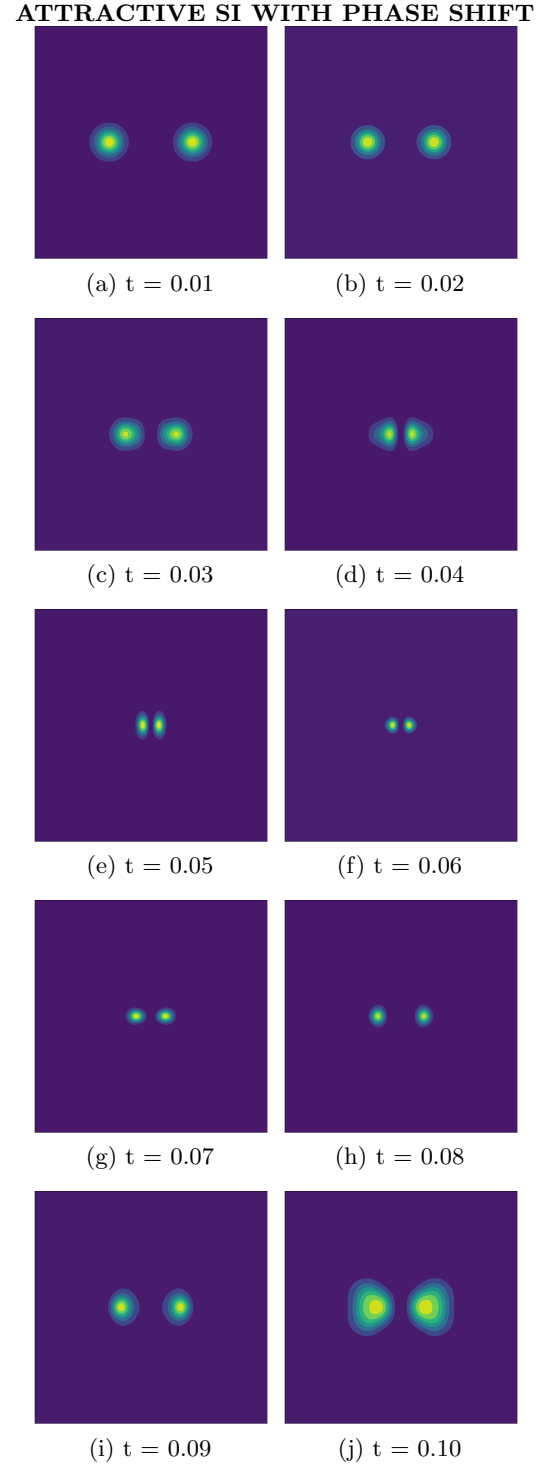 ATTRACTIVE SI WITH PHASE SHIFT
(a) t = 0.01
(b) t = 0.02
(c) t = 0.03
(d) t = 0.04
(e) t = 0.05
(f) t = 0.06
(g) t = 0.07
(h) t = 0.08
(i) t = 0.09
(j) t = 0.10